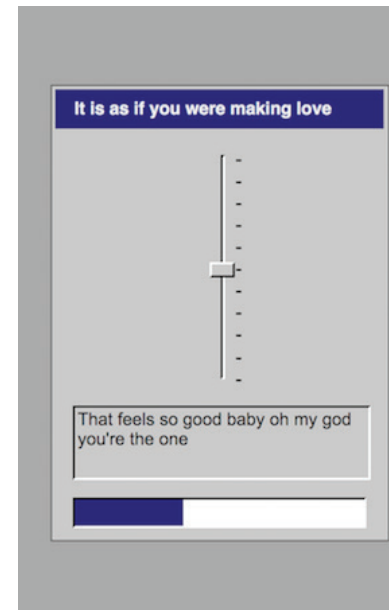 It is as if you were making love
That feels so good baby oh my god
you're the one